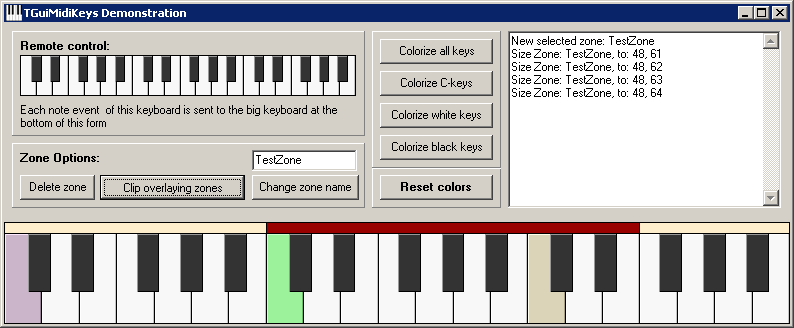 TGuiMidiKeys Demonstration
Remote control:
Each note event  of this keyboard is sent to the big keyboard at the
bottom of this form
Zone Options:
TestZone
Delete zone
Clip overlaying zones
Change zone name
Colorize all keys
Colorize C-keys
Colorize white keys
Colorize black keys
Reset colors
New selected zone: TestZone
Size Zone: TestZone, to: 48, 61
Size Zone: TestZone, to: 48, 62
Size Zone: TestZone, to: 48, 63
Size Zone: TestZone, to: 48, 64